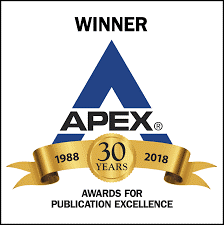 WINNER
APEX®
1988 30 YEARS 2018
AWARDS FOR
PUBLICATION EXCELLENCE